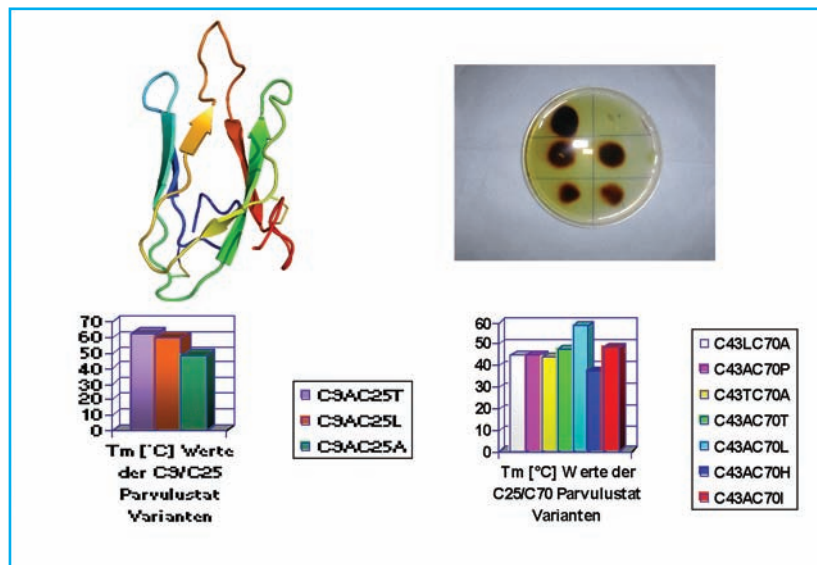 70
60
50
40
30
20
10
0
Tm [°C] Werte
der C9/C25
Parvulustat
Varianten
C9AC25T
C9AC25L
C9AC25A
60
50
40
30
20
10
0
Tm [°C] Werte der
C25/C70 Parvulustat
Varianten
C43LC70A
C43AC70P
C43TC70A
C43AC70T
C43AC70L
C43AC70H
C43AC70I